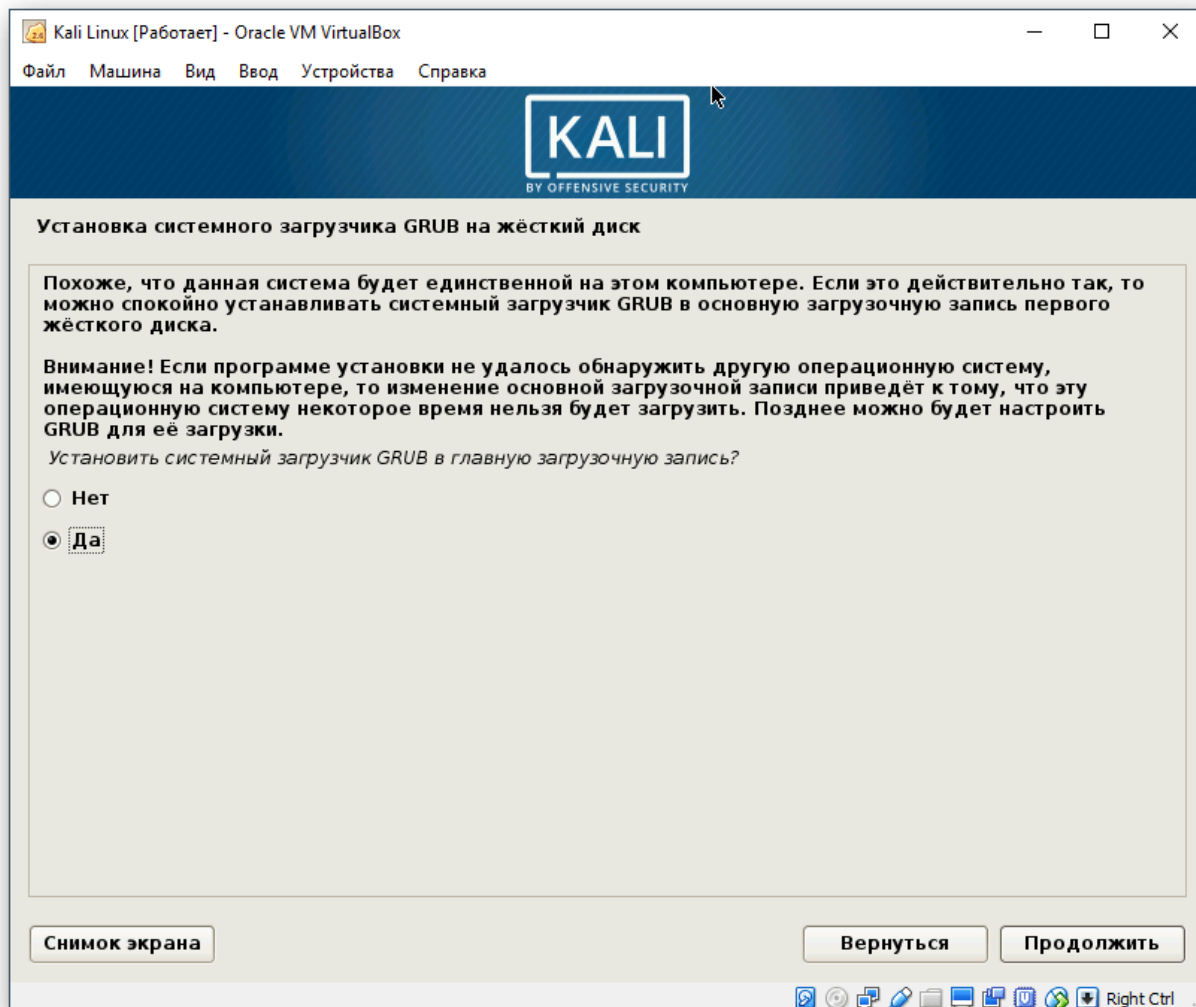 Kali Linux [Работает] - Oracle VM VirtualBox
Файл Машина Вид Ввод Устройства Справка
KALI
BY OFFENSIVE SECURITY
Установка системного загрузчика GRUB на жёсткий диск
Похоже, что данная система будет единственной на этом компьютере. Если это действительно так, то
можно спокойно устанавливать системный загрузчик GRUB в основную загрузочную запись первого
жёсткого диска.
Внимание! Если программе установки не удалось обнаружить другую операционную систему,
имеющуюся на компьютере, то изменение основной загрузочной записи приведёт к тому, что эту
операционную систему некоторое время нельзя будет загрузить. Позднее можно будет настроить
GRUB для её загрузки.
Установить системный загрузчик GRUB в главную загрузочную запись?
Нет
Да
Снимок экрана Вернуться Продолжить
Right Ctrl